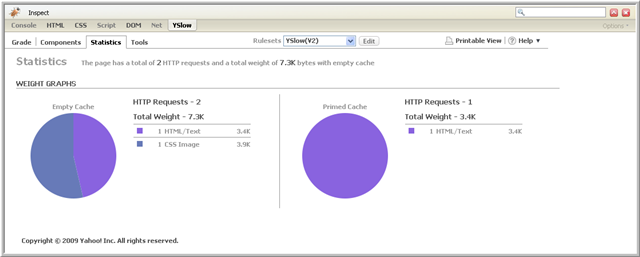 Inspect
Console HTML CSS Script DOM Net YSlow Options
Grade Components Statistics Tools Rulesets YSlow(V2) Edit Printable View Help
Statistics The page has a total of 2 HTTP requests and a total weight of 7.3K bytes with empty cache
WEIGHT GRAPHS
Empty Cache
HTTP Requests - 2
Total Weight - 7.3K
1 HTML/Text 3.4K
1 CSS Image 3.9K
Primed Cache
HTTP Requests - 1
Total Weight - 3.4K
1 HTML/Text 3.4K
Copyright © 2009 Yahoo! Inc. All rights reserved.